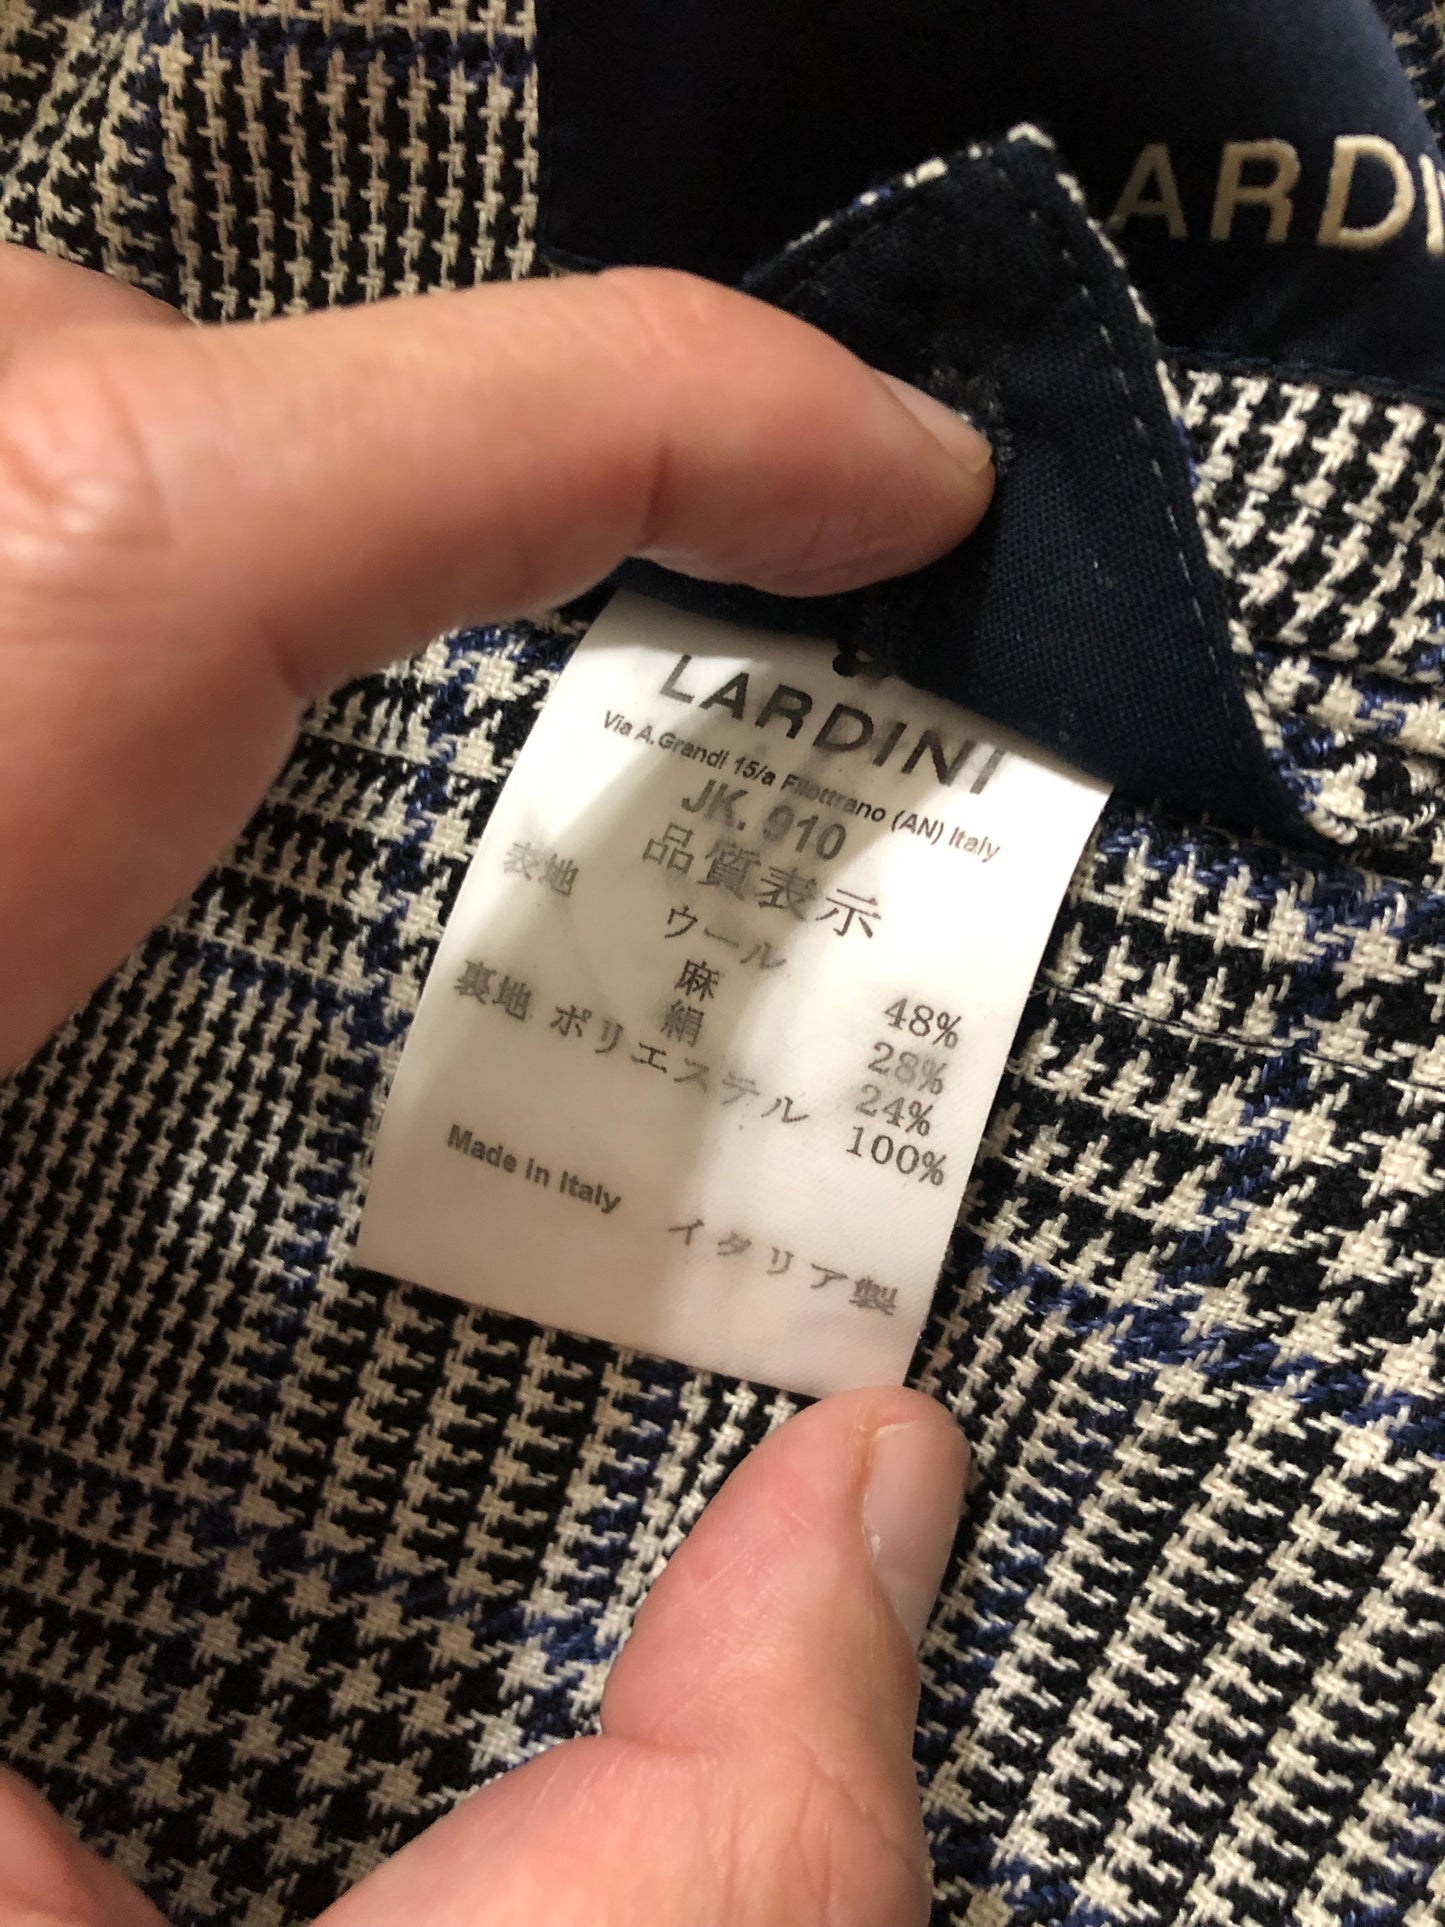 LARDI
LARDINI
Via A.Grandi 15/a Filottrano (AN) Italy
JK. 910
品質表示
表地 ウール 48%
麻 28%
絹 24%
裏地 ポリエステル 100%
Made in Italy イタリア製